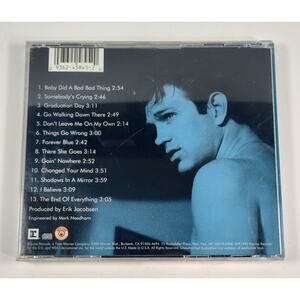 1. Baby Did A Bad Bad Thing 2:54
2. Somebody's Crying 2:46
3. Graduation Day 3:11
4. Go Walking Down There 2:49
5. Don't Leave Me On My Own 2:14
6. Things Go Wrong 3:00
7. Forever Blue 2:42
8. There She Goes 3:14
9. Goin' Nowhere 2:52
10. Changed Your Mind 3:51
11. Shadows In A Mirror 3:59
12. I Believe 3:09
13. The End Of Everything 3:05
Produced by Erik Jacobsen
Engineered by Mark Needham